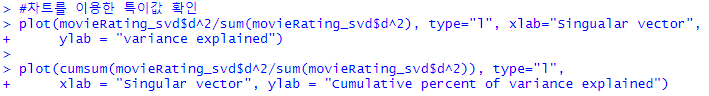 > #차트를 이용한 특이값 확인
> plot(movieRating_svd$d^2/sum(movieRating_svd$d^2), type="l", xlab="Singular vector",
+      ylab = "variance explained")
>
> plot(cumsum(movieRating_svd$d^2/sum(movieRating_svd$d^2)), type="l",
+      xlab = "Singular vector", ylab = "Cumulative percent of variance explained")